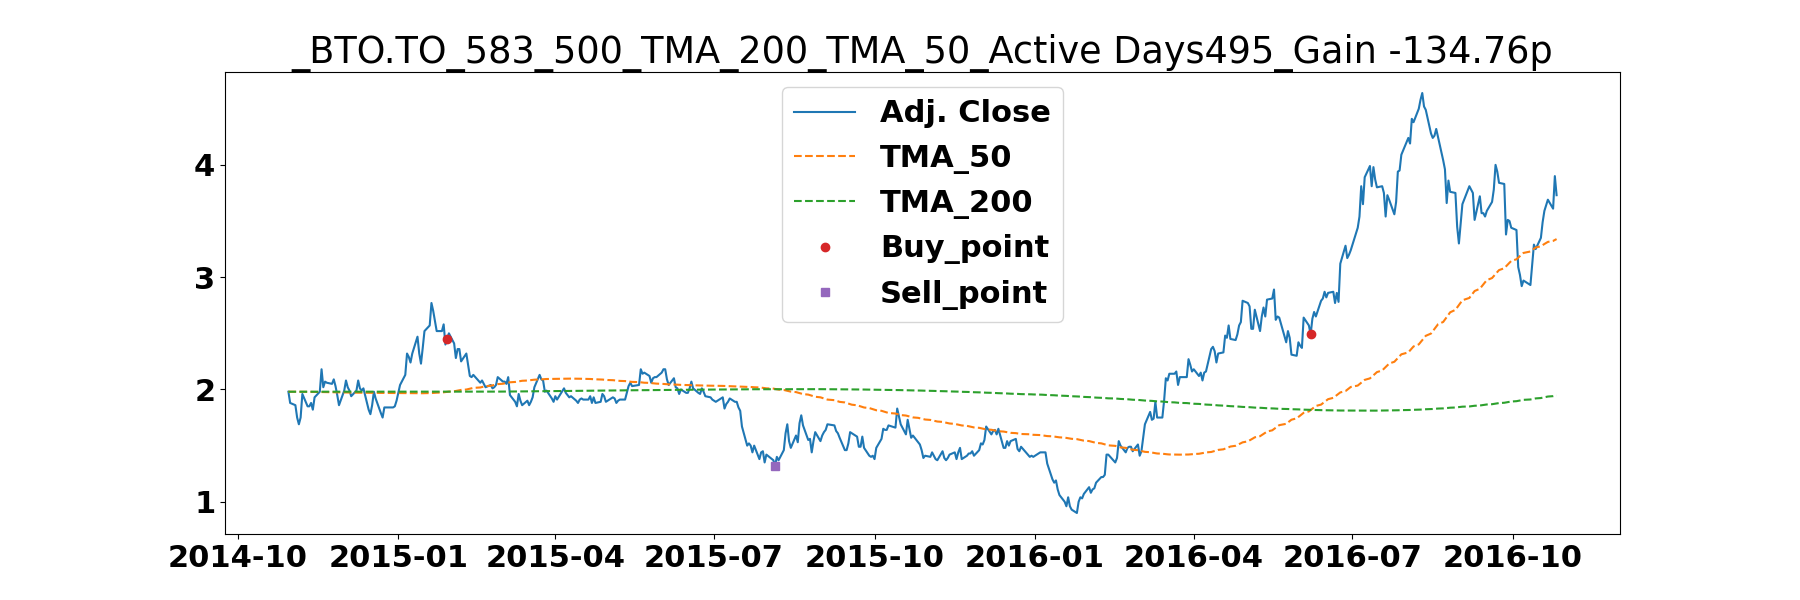 _BTO.TO_583_500_TMA_200_TMA_50_Active Days495_Gain -134.76p
Adj. Close
TMA_50
TMA_200
Buy_point
Sell_point
4
3
2
1
2014-10 2015-01 2015-04 2015-07 2015-10 2016-01 2016-04 2016-07 2016-10